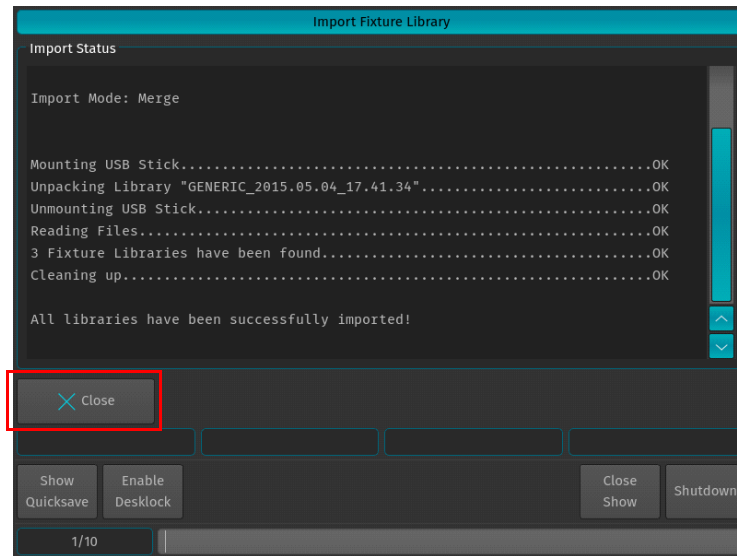 Import Fixture Library
Import Status
Import Mode: Merge
Mounting USB Stick.........................................................OK
Unpacking Library "GENERIC_2015.05.04_17.41.34"............................OK
Unmounting USB Stick.......................................................OK
Reading Files..............................................................OK
3 Fixture Libraries have been found........................................OK
Cleaning up................................................................OK
All libraries have been successfully imported!
Close
Show Quicksave
Enable Desklock
Close Show
Shutdown
1/10